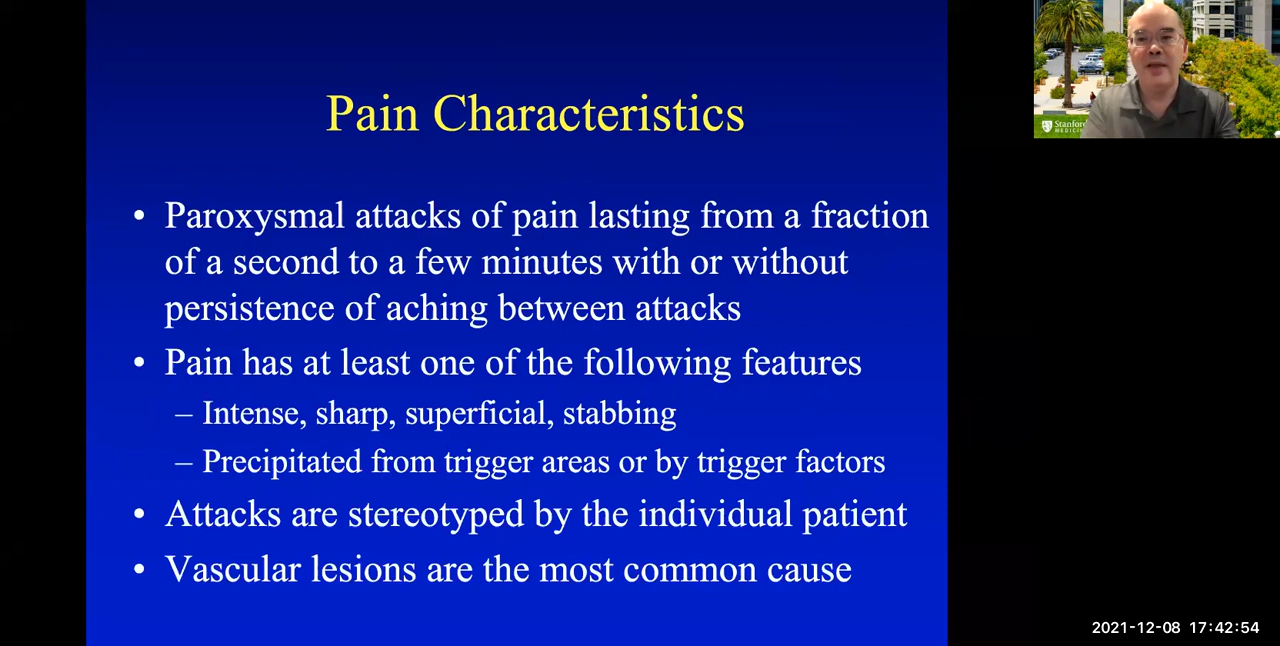 Pain Characteristics
• Paroxysmal attacks of pain lasting from a fraction
of a second to a few minutes with or without
persistence of aching between attacks
• Pain has at least one of the following features
– Intense, sharp, superficial, stabbing
– Precipitated from trigger areas or by trigger factors
• Attacks are stereotyped by the individual patient
• Vascular lesions are the most common cause
Stanford
MEDICIN
2021-12-08 17:42:54